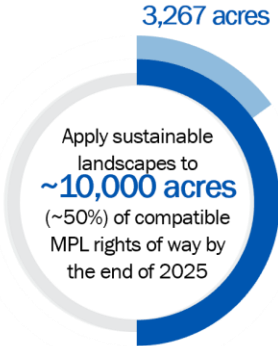 3,267 acres
Apply sustainable
landscapes to
~10,000 acres
(~50%) of compatible
MPL rights of way by
the end of 2025